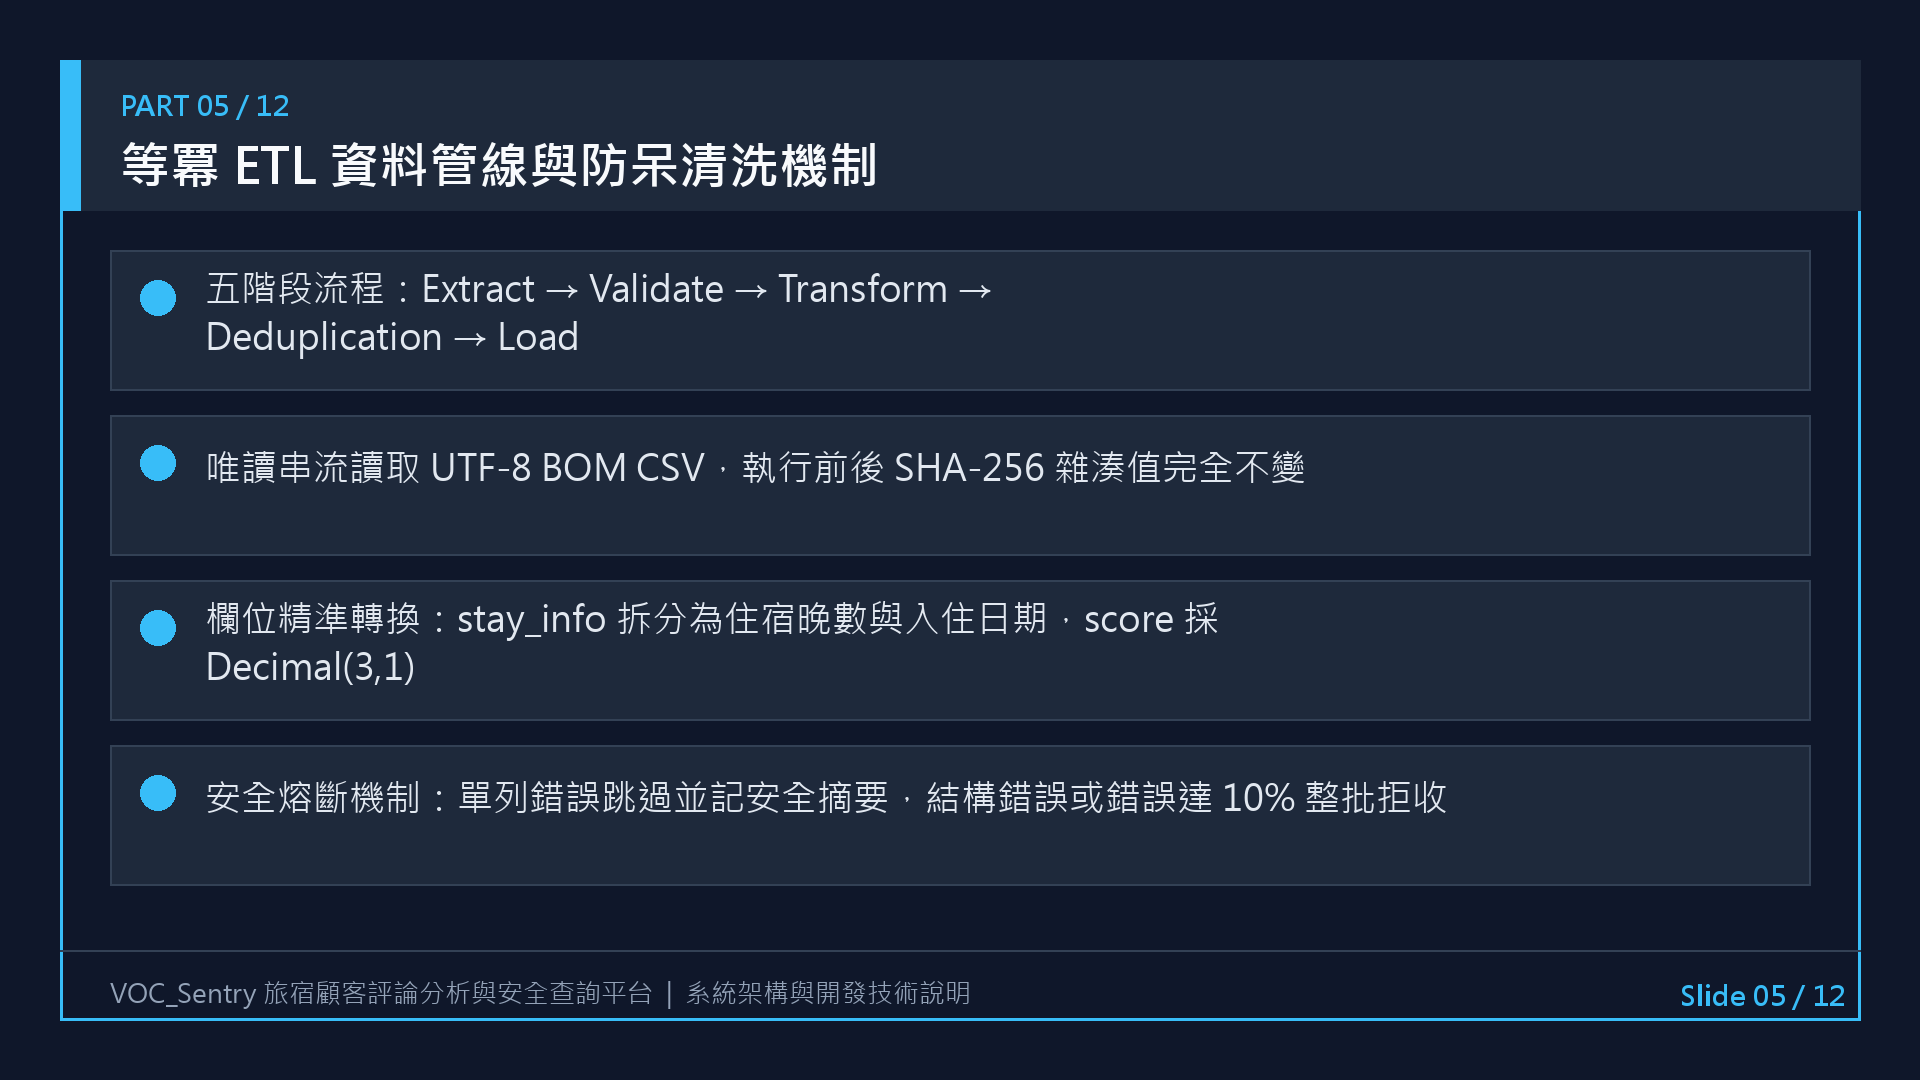 PART 05 / 12
等冪 ETL 資料管線與防呆清洗機制
五階段流程：Extract → Validate → Transform →
Deduplication → Load
唯讀串流讀取 UTF-8 BOM CSV，執行前後 SHA-256 雜湊值完全不變
欄位精準轉換：stay_info 拆分為住宿晚數與入住日期，score 採
Decimal(3,1)
安全熔斷機制：單列錯誤跳過並記安全摘要，結構錯誤或錯誤達 10% 整批拒收
VOC_Sentry 旅宿顧客評論分析與安全查詢平台 | 系統架構與開發技術說明
Slide 05 / 12